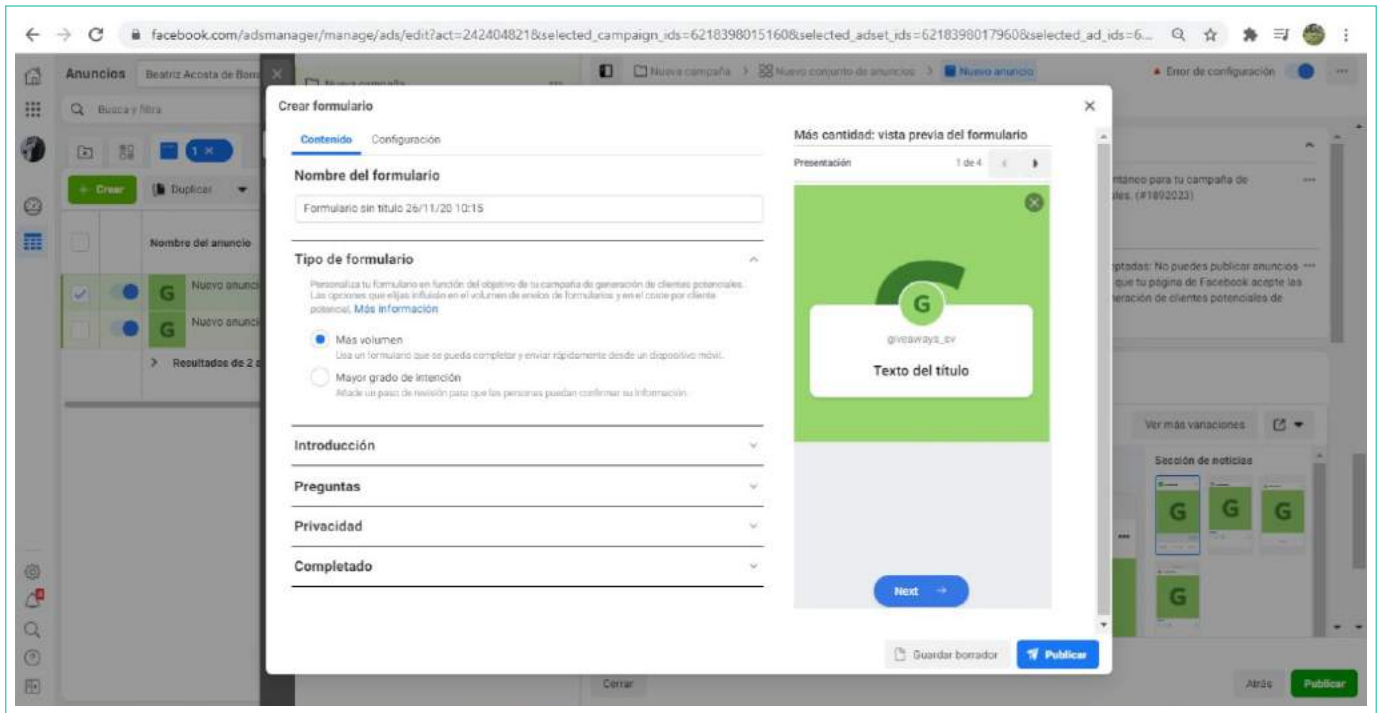 facebook.com/adsmanager/manage/ads/edit?act=242404821&selected_campaign_ids=6218398015160&selected_adset_ids=6218398017960&selected_ad_ids=6...
Anuncios
Beatriz Acosta de Bon
Nueva campaña
Nueva campaña > Nuevo conjunto de anuncios > Nuevo anuncio
Error de configuración
Busca y filtra
1 ×
+ Crear
Duplicar
Nombre del anuncio
G Nuevo anunci
G Nuevo anunci
> Resultados de 2 a
Crear formulario
Contenido Configuración
Nombre del formulario
Formulario sin título 26/11/20 10:15
Tipo de formulario
Personaliza tu formulario en función del objetivo de tu campaña de generación de clientes potenciales.
Las opciones que elijas influirán en el volumen de envíos de formularios y en el coste por cliente
potencial. Más información
Más volumen
Usa un formulario que se pueda completar y enviar rápidamente desde un dispositivo móvil.
Mayor grado de intención
Añade un paso de revisión para que las personas puedan confirmar su información.
Introducción
Preguntas
Privacidad
Completado
Más cantidad: vista previa del formulario
Presentación 1 de 4
G
giveaways_sv
Texto del título
Next →
Guardar borrador
Publicar
ntáneo para tu campaña de
ales. (#1892023)
ptadas: No puedes publicar anuncios
que tu página de Facebook acepte las
neración de clientes potenciales de
Ver más variaciones
Sección de noticias
G G G
G
Cerrar
Atrás
Publicar